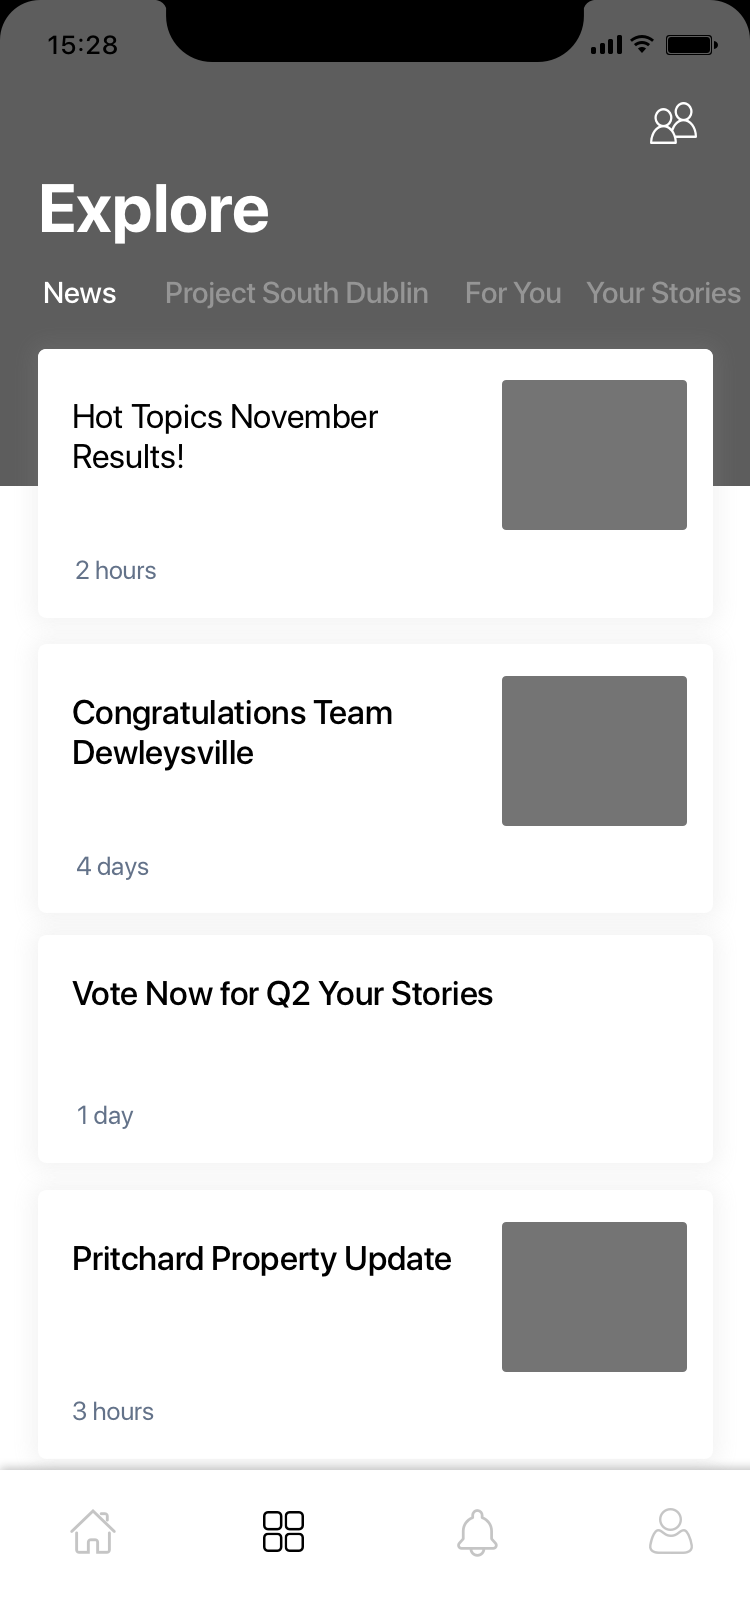 15:28
Explore
News Project South Dublin For You Your Stories
Hot Topics November
Results!
2 hours
Congratulations Team
Dewleysville
4 days
Vote Now for Q2 Your Stories
1 day
Pritchard Property Update
3 hours